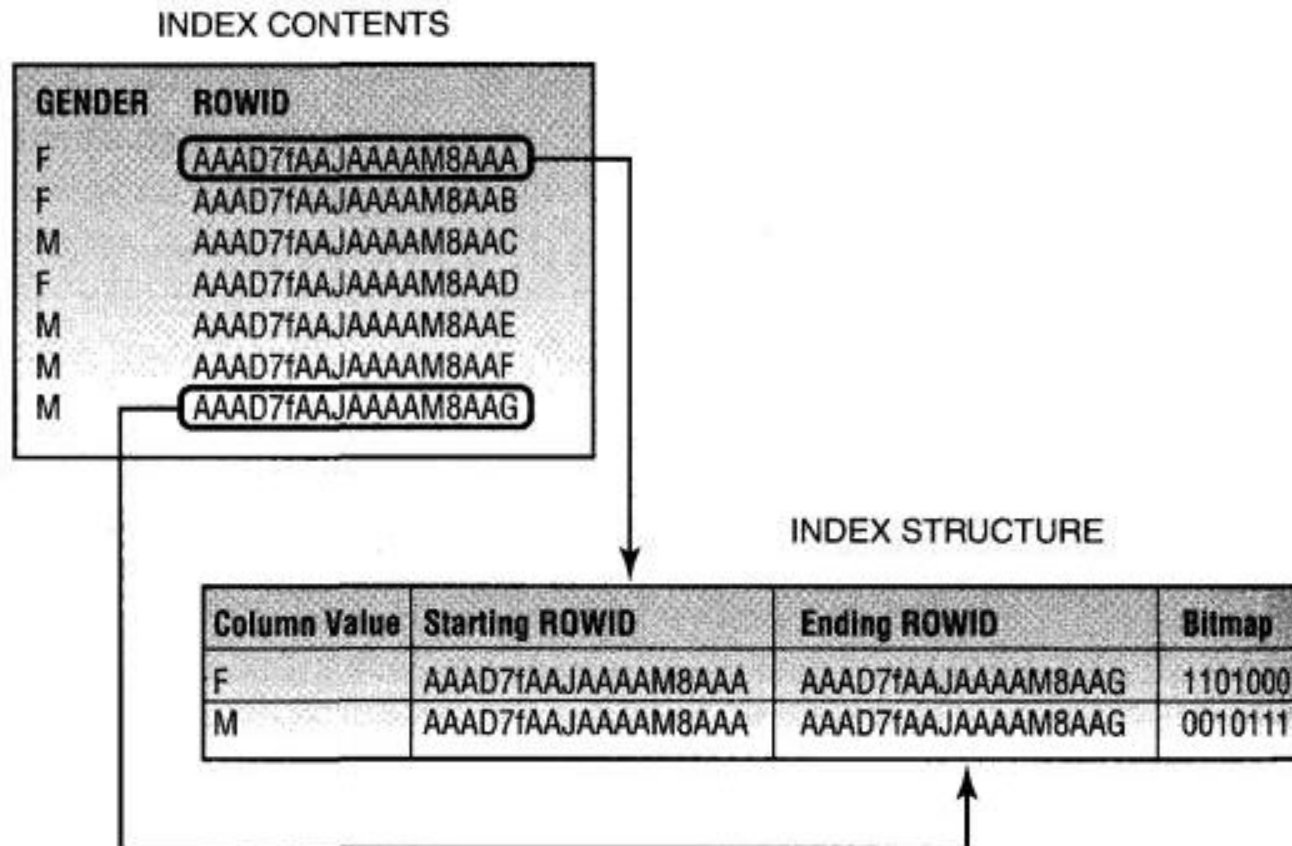 INDEX CONTENTS
GENDER ROWID
F AAAD7fAAJAAAAM8AAA
F AAAD7fAAJAAAAM8AAB
M AAAD7fAAJAAAAM8AAC
F AAAD7fAAJAAAAM8AAD
M AAAD7fAAJAAAAM8AAE
M AAAD7fAAJAAAAM8AAF
M AAAD7fAAJAAAAM8AAG
INDEX STRUCTURE
Column Value Starting ROWID Ending ROWID Bitmap
F AAAD7fAAJAAAAM8AAA AAAD7fAAJAAAAM8AAG 1101000
M AAAD7fAAJAAAAM8AAA AAAD7fAAJAAAAM8AAG 0010111